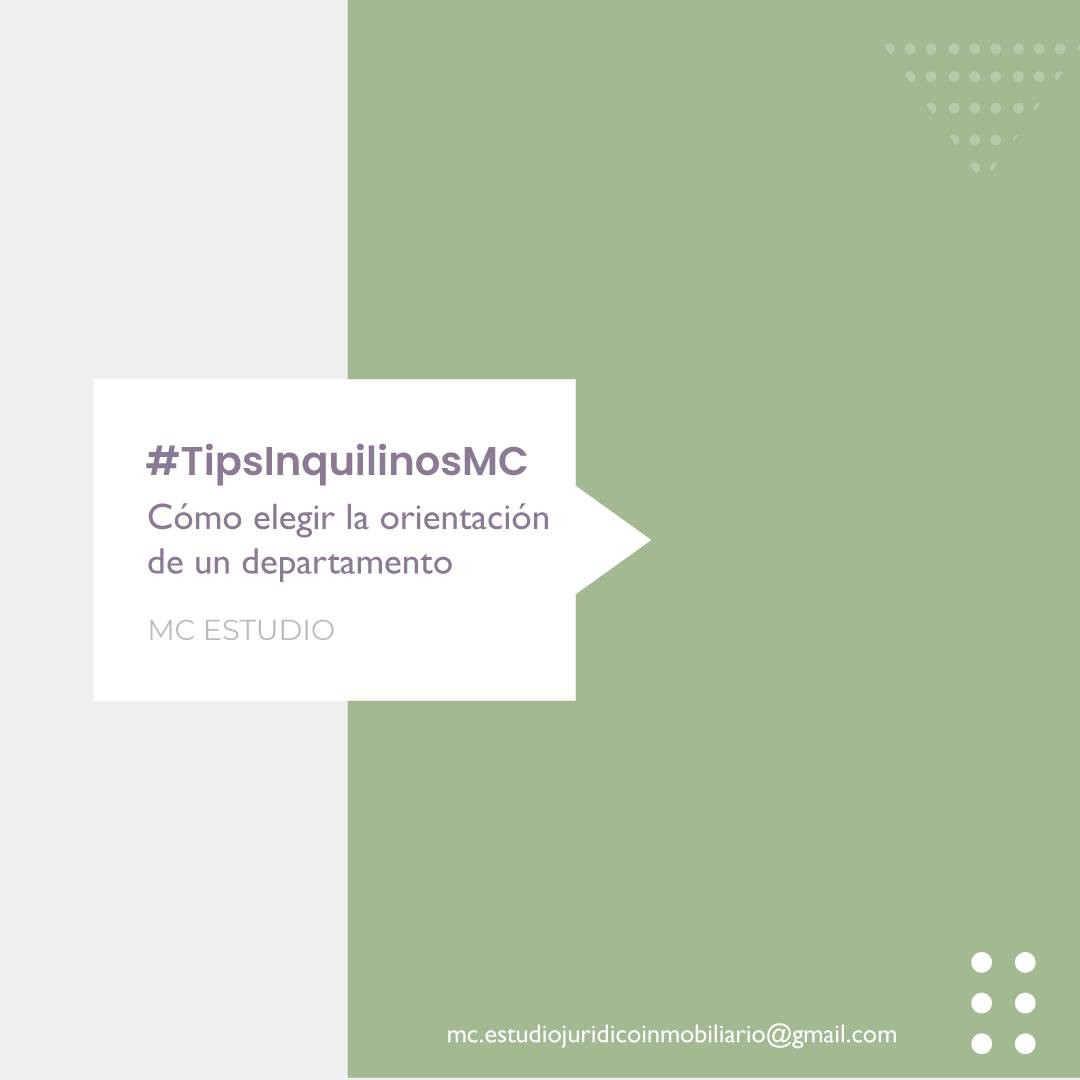 #TipsInquilinosMC
Cómo elegir la orientación
de un departamento
MC ESTUDIO
mc.estudiojuridicoinmobiliario@gmail.com